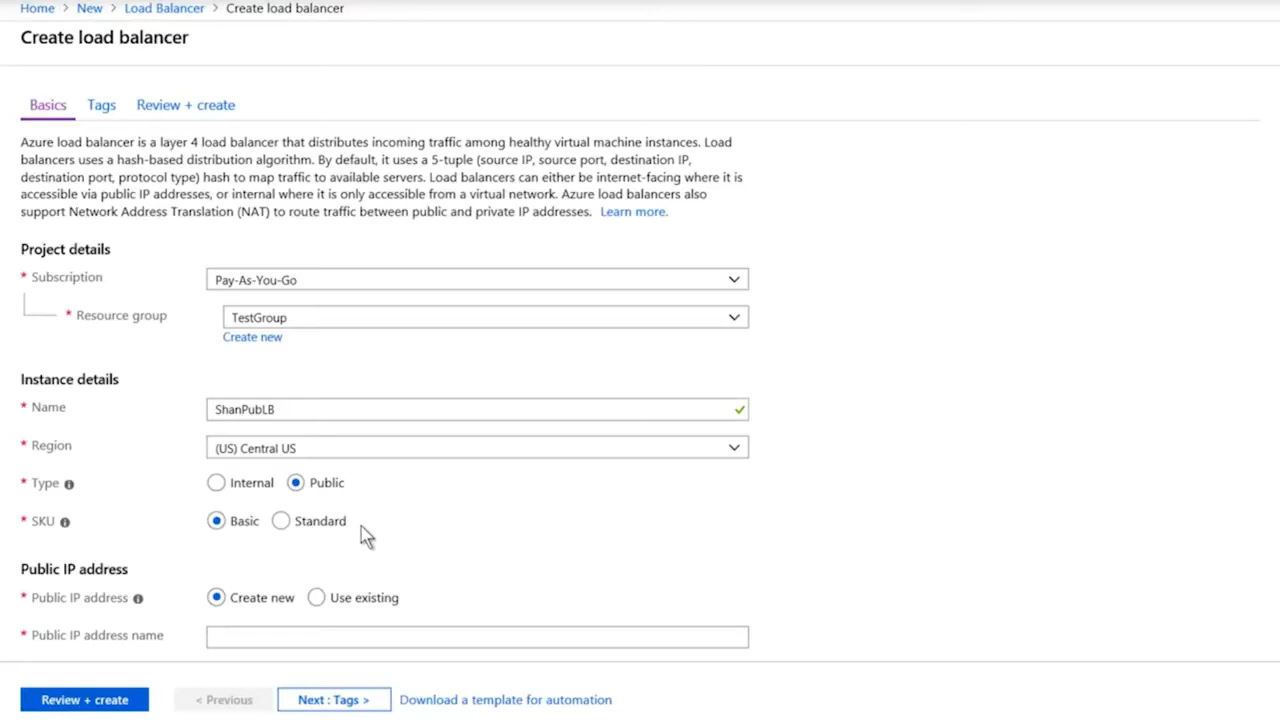 Home > New > Load Balancer > Create load balancer
Create load balancer
Basics Tags Review + create
Azure load balancer is a layer 4 load balancer that distributes incoming traffic among healthy virtual machine instances. Load
balancers uses a hash-based distribution algorithm. By default, it uses a 5-tuple (source IP, source port, destination IP,
destination port, protocol type) hash to map traffic to available servers. Load balancers can either be internet-facing where it is
accessible via public IP addresses, or internal where it is only accessible from a virtual network. Azure load balancers also
support Network Address Translation (NAT) to route traffic between public and private IP addresses. Learn more.
Project details
* Subscription Pay-As-You-Go
* Resource group TestGroup
Create new
Instance details
* Name ShanPubLB
* Region (US) Central US
* Type Internal Public
* SKU Basic Standard
Public IP address
* Public IP address Create new Use existing
* Public IP address name
Review + create < Previous Next : Tags > Download a template for automation